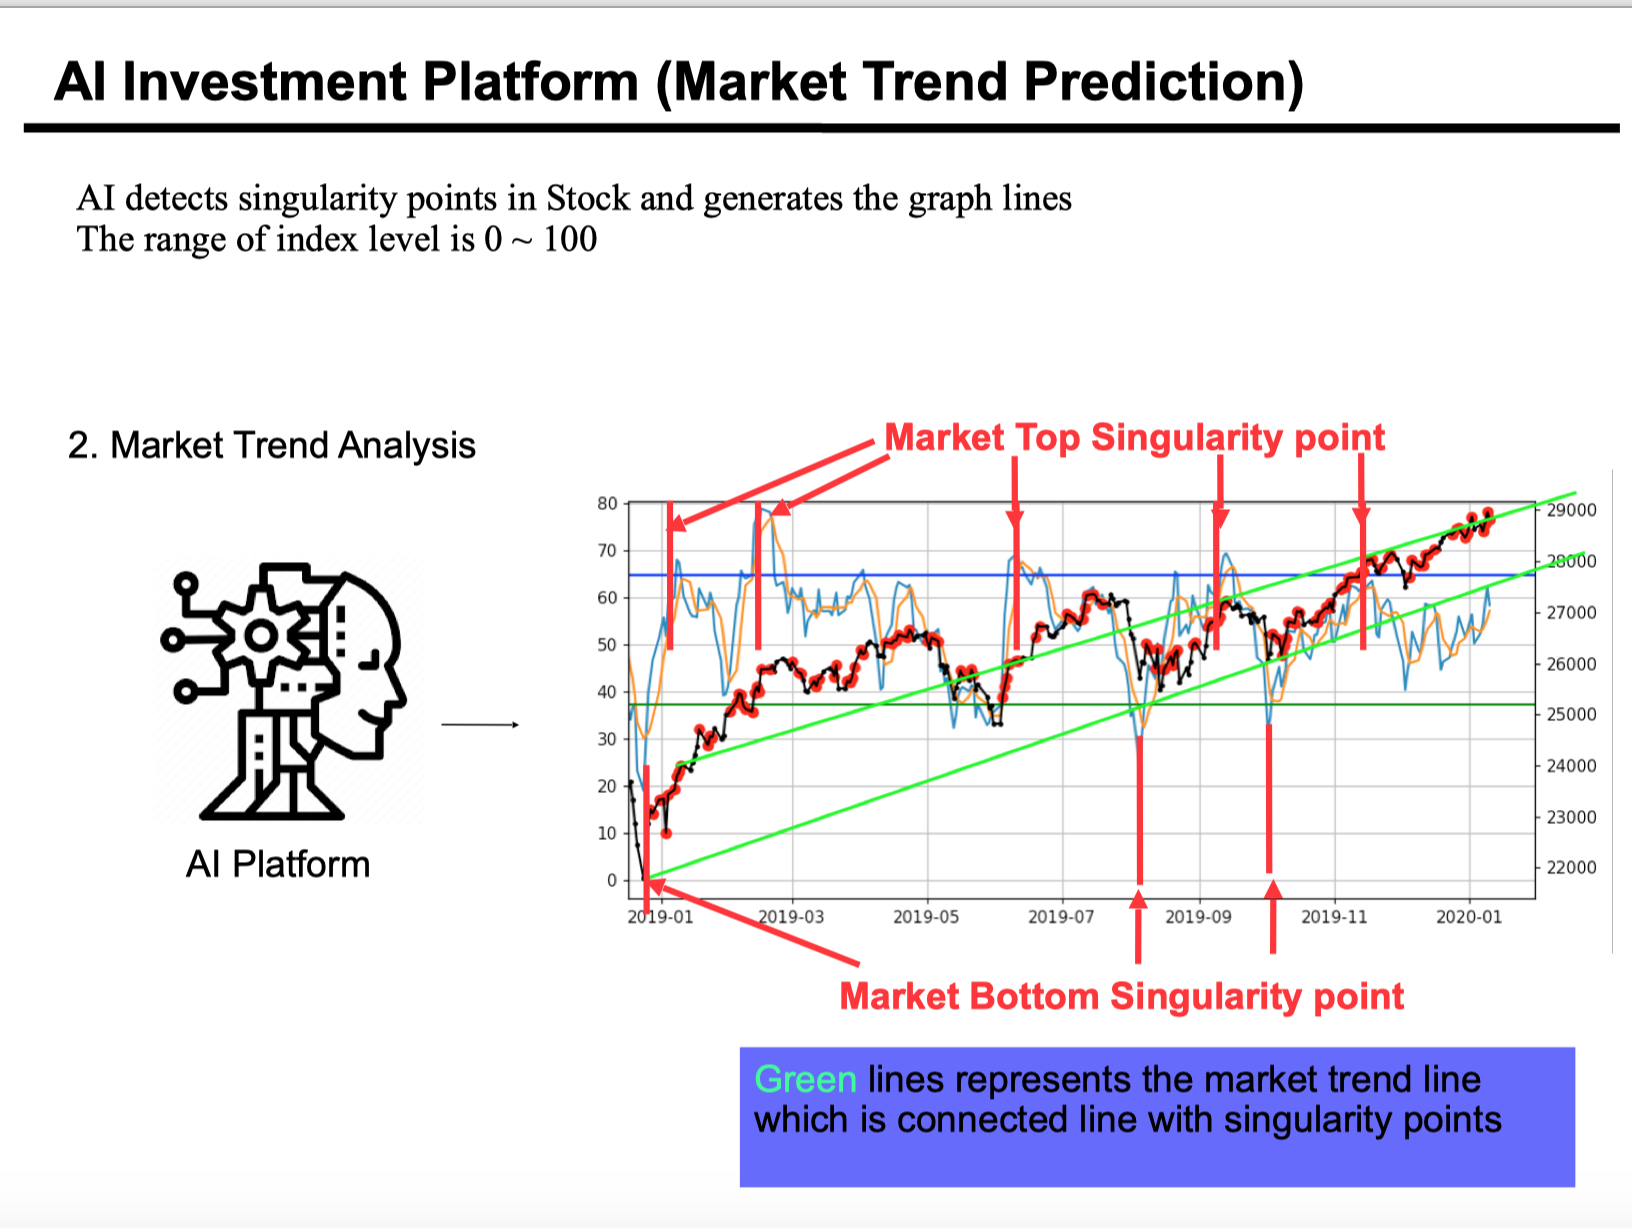 AI Investment Platform (Market Trend Prediction)
AI detects singularity points in Stock and generates the graph lines
The range of index level is 0 ~ 100
2. Market Trend Analysis
AI Platform
Market Top Singularity point
80
70
60
50
40
30
20
10
0
29000
28000
27000
26000
25000
24000
23000
22000
2019-01
2019-03
2019-05
2019-07
2019-09
2019-11
2020-01
Market Bottom Singularity point
Green lines represents the market trend line
which is connected line with singularity points